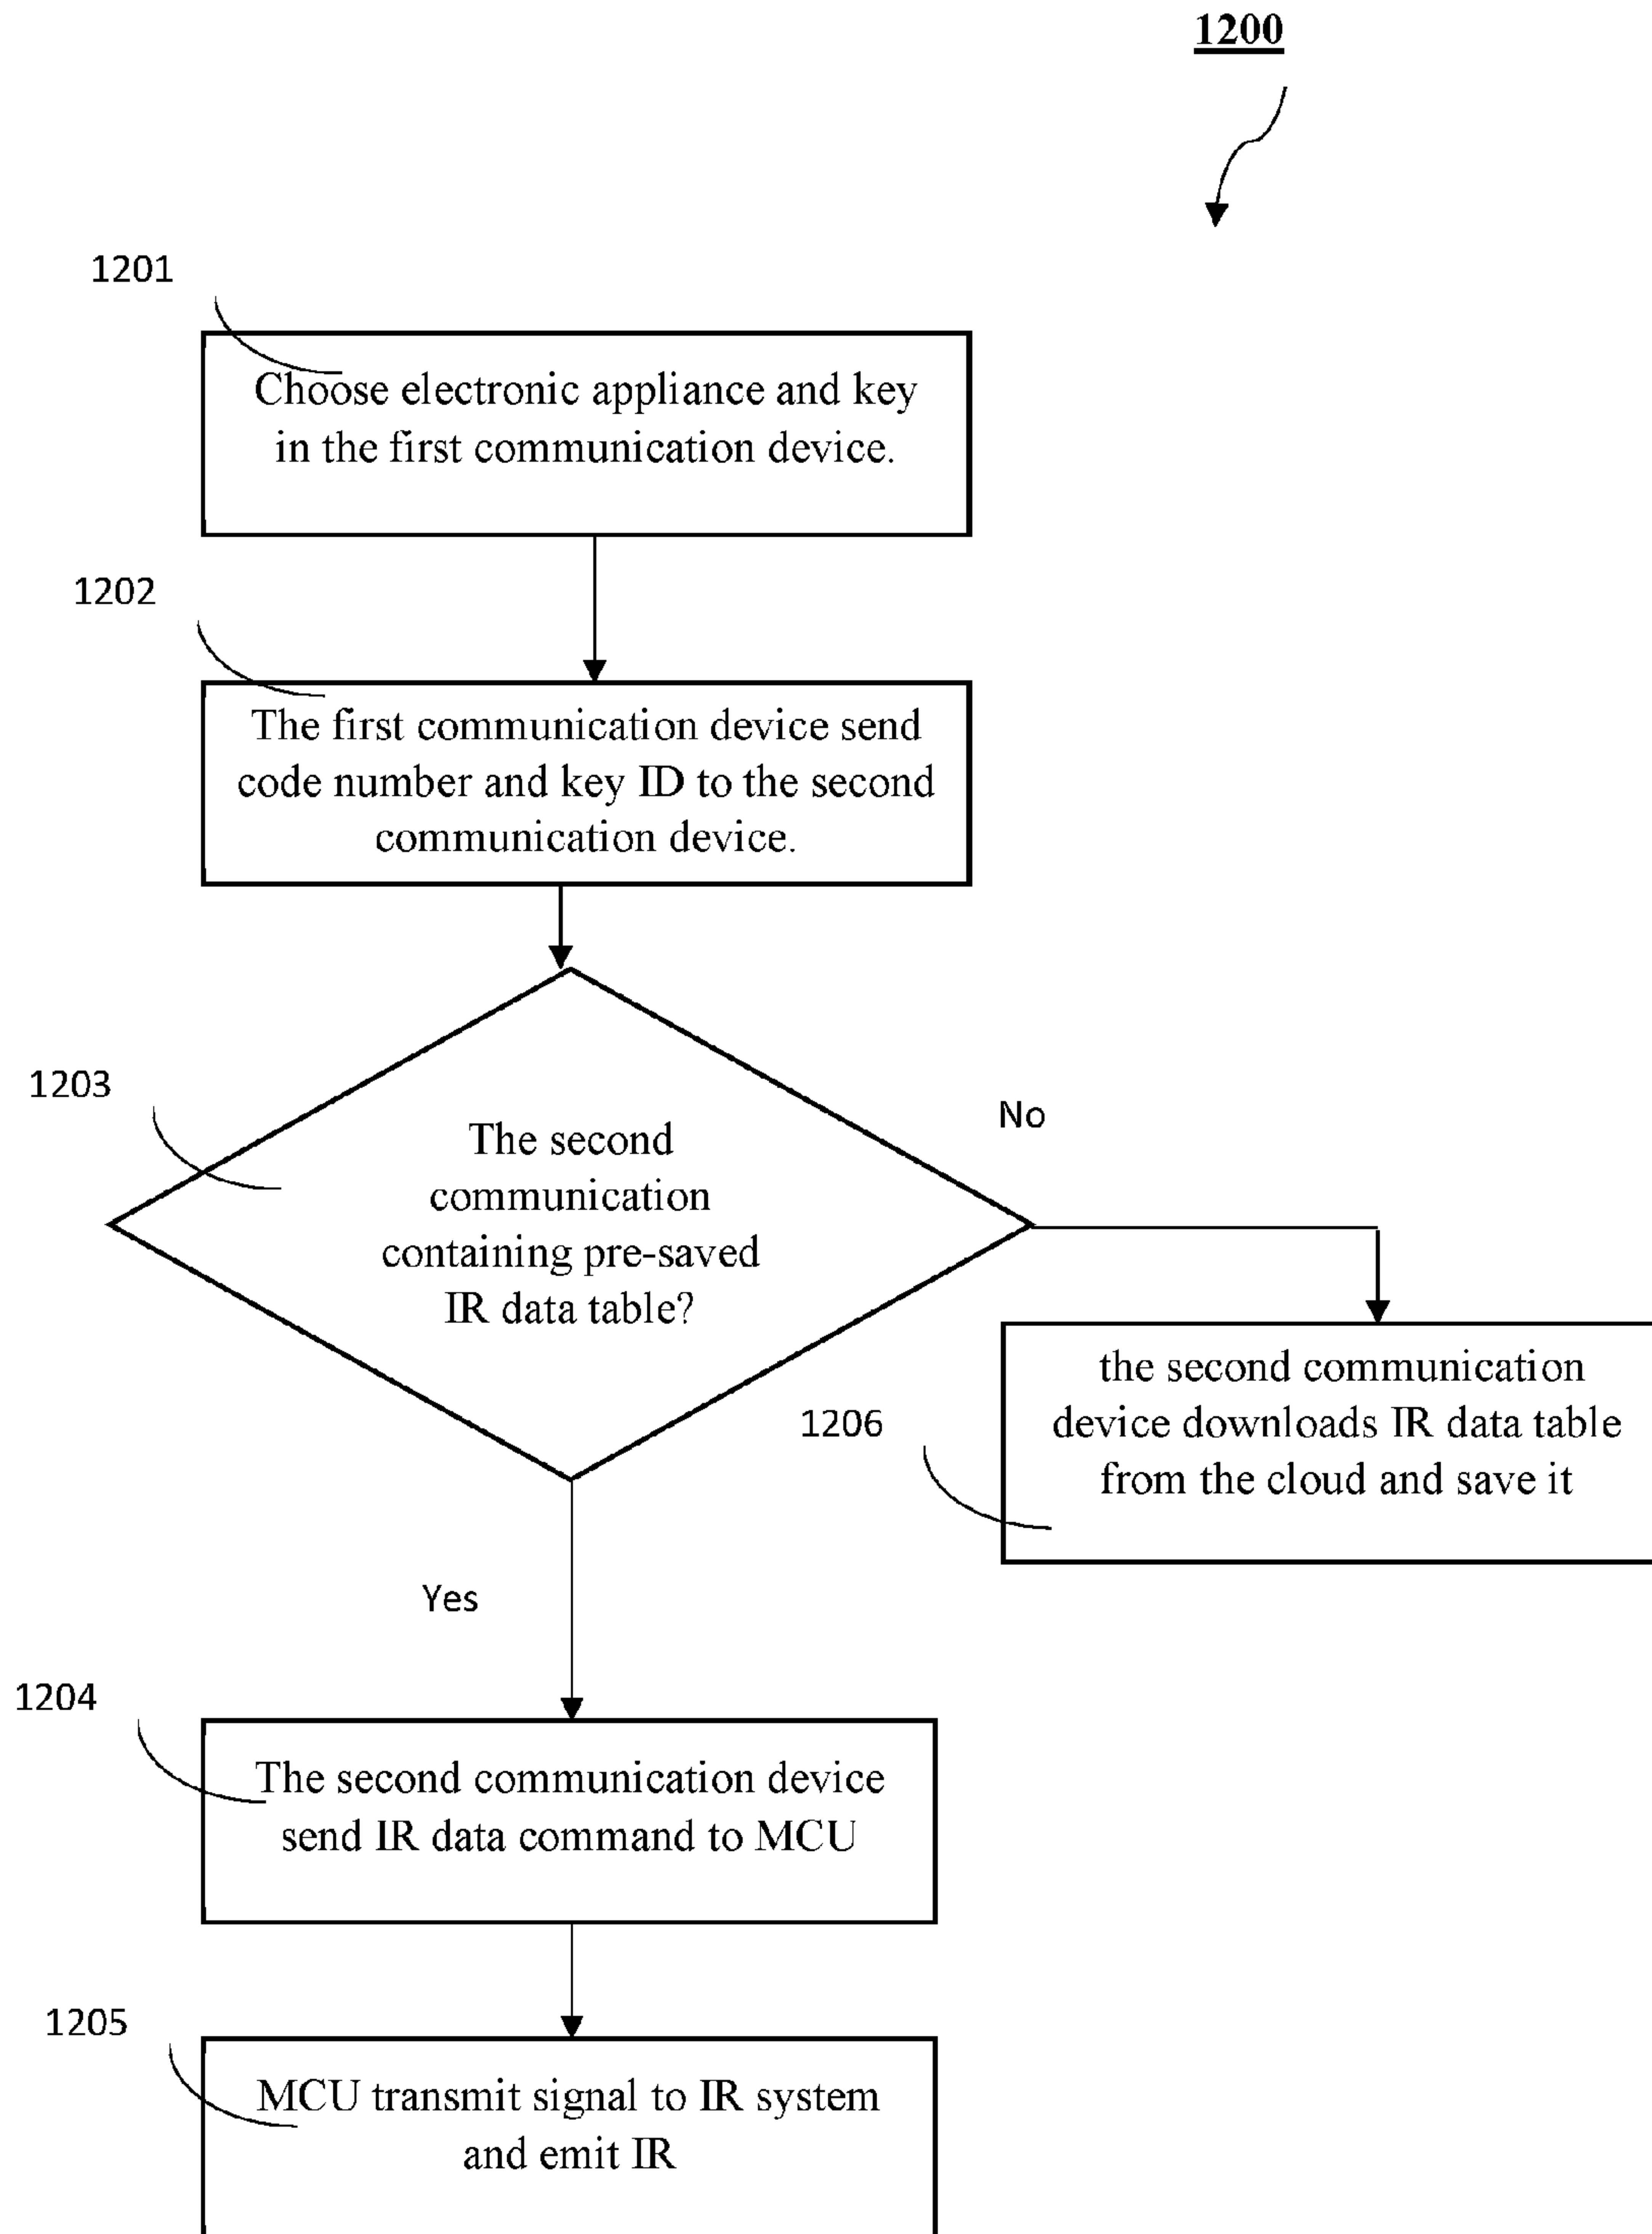 1200
1201
Choose electronic appliance and key
in the first communication device.
1202
The first communication device send
code number and key ID to the second
communication device.
1203
The second
communication
containing pre-saved
IR data table?
No
the second communication
device downloads IR data table
from the cloud and save it
1206
Yes
1204
The second communication device
send IR data command to MCU
1205
MCU transmit signal to IR system
and emit IR